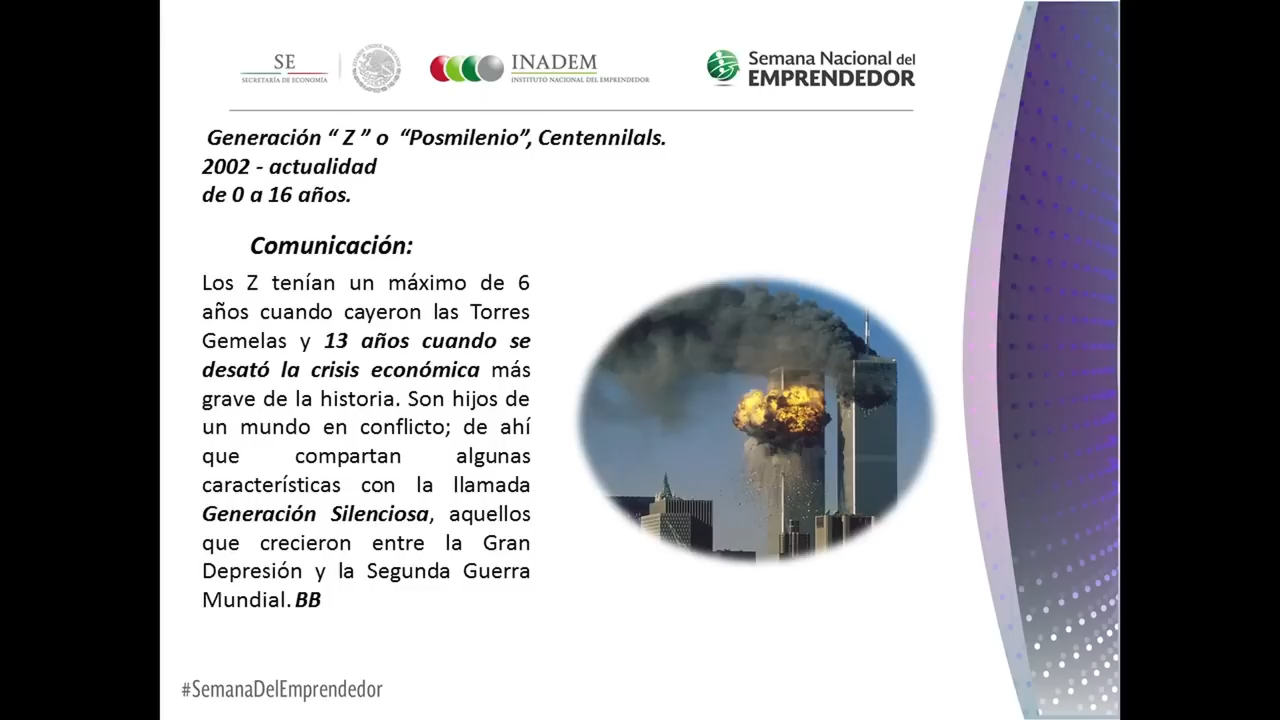 SE
SECRETARÍA DE ECONOMÍA
INADEM
INSTITUTO NACIONAL DEL EMPRENDEDOR
Semana Nacional del
EMPRENDEDOR
Generación “ Z ” o “Posmilenio”, Centennilals.
2002 - actualidad
de 0 a 16 años.
Comunicación:
Los Z tenían un máximo de 6
años cuando cayeron las Torres
Gemelas y 13 años cuando se
desató la crisis económica más
grave de la historia. Son hijos de
un mundo en conflicto; de ahí
que compartan algunas
características con la llamada
Generación Silenciosa, aquellos
que crecieron entre la Gran
Depresión y la Segunda Guerra
Mundial. BB
#SemanaDelEmprendedor